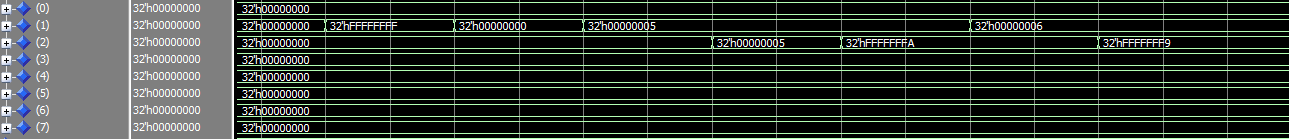 (0) 32'h00000000 32'h00000000
(1) 32'h00000000 32'h00000000 32'hFFFFFFFF 32'h00000000 32'h00000005 32'h00000006
(2) 32'h00000000 32'h00000000 32'h00000005 32'hFFFFFFFA 32'hFFFFFFF9
(3) 32'h00000000 32'h00000000
(4) 32'h00000000 32'h00000000
(5) 32'h00000000 32'h00000000
(6) 32'h00000000 32'h00000000
(7) 32'h00000000 32'h00000000